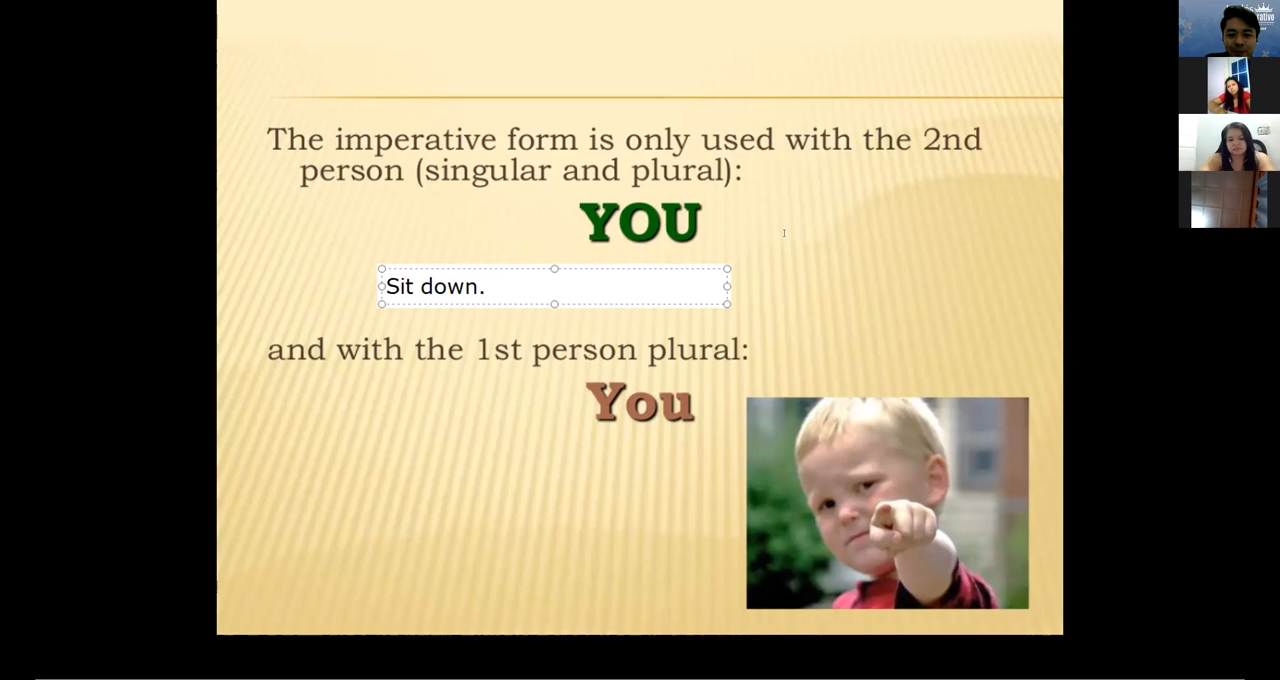 The imperative form is only used with the 2nd
person (singular and plural):
YOU
Sit down.
and with the 1st person plural:
You